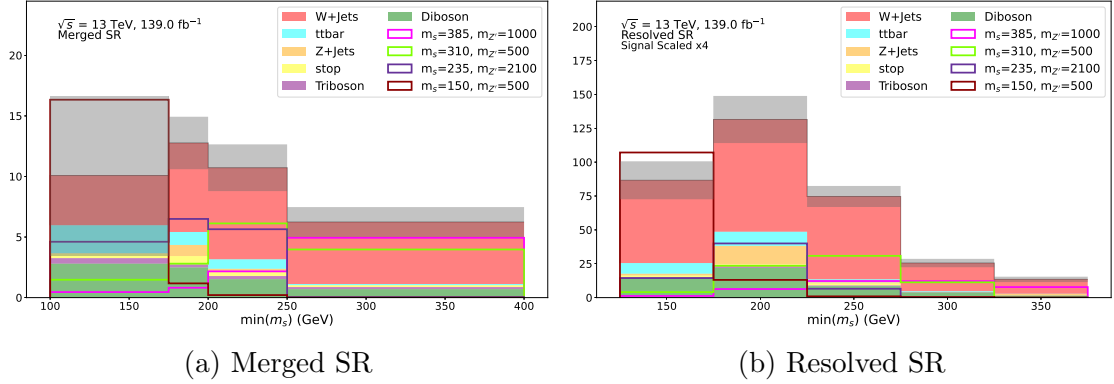 √s = 13 TeV, 139.0 fb⁻¹
Merged SR
W+Jets
ttbar
Z+Jets
stop
Triboson
Diboson
mₛ=385, m_Z'=1000
mₛ=310, m_Z'=500
mₛ=235, m_Z'=2100
mₛ=150, m_Z'=500
20
15
10
5
0
100 150 200 250 300 350 400
min(mₛ) (GeV)
(a) Merged SR
√s = 13 TeV, 139.0 fb⁻¹
Resolved SR
Signal Scaled x4
W+Jets
ttbar
Z+Jets
stop
Triboson
Diboson
mₛ=385, m_Z'=1000
mₛ=310, m_Z'=500
mₛ=235, m_Z'=2100
mₛ=150, m_Z'=500
200
175
150
125
100
75
50
25
0
150 200 250 300 350
min(mₛ) (GeV)
(b) Resolved SR